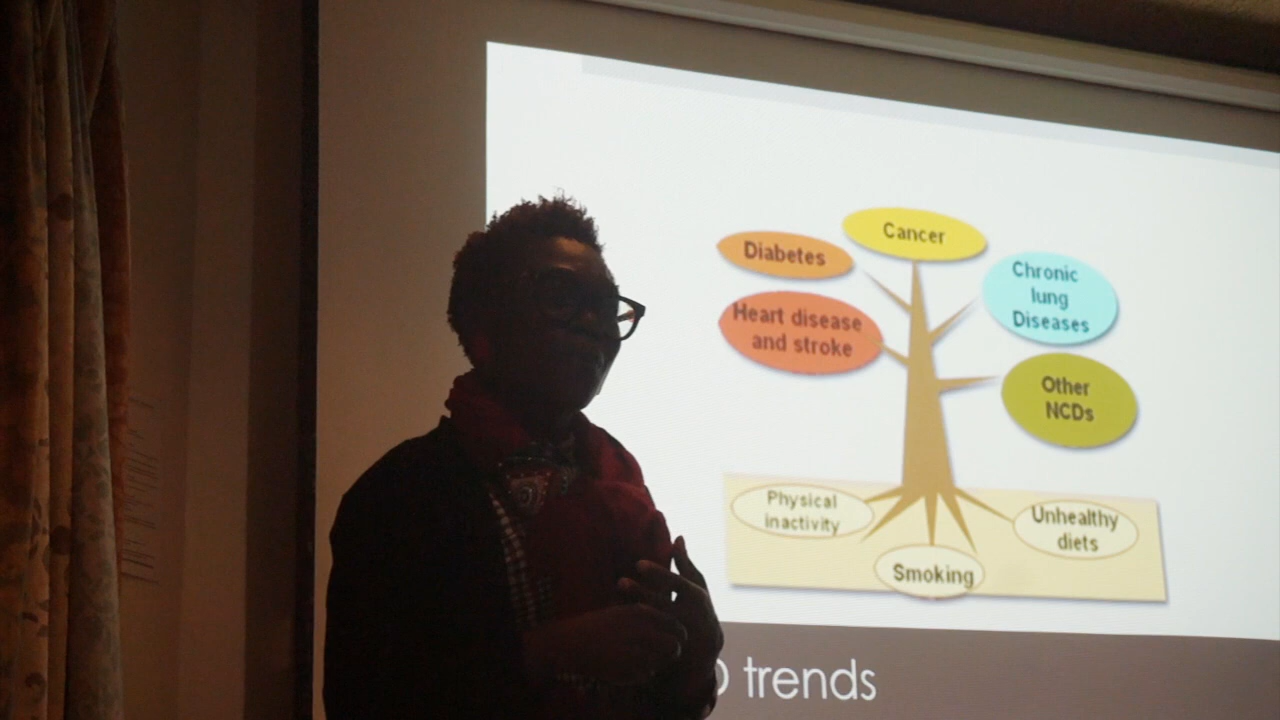 Cancer
Diabetes
Chronic
lung
Diseases
Heart disease
and stroke
Other
NCDs
Physical
inactivity
Unhealthy
diets
Smoking
trends